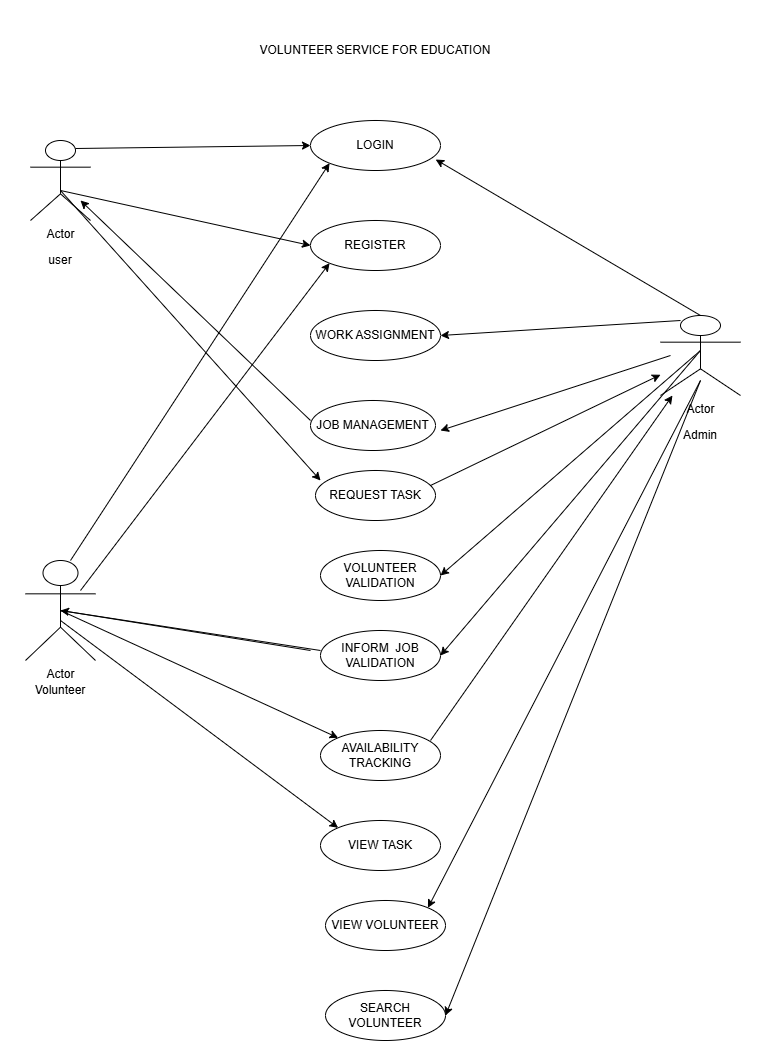 VOLUNTEER SERVICE FOR EDUCATION
LOGIN
Actor
user
REGISTER
WORK ASSIGNMENT
Actor
Admin
JOB MANAGEMENT
REQUEST TASK
VOLUNTEER
VALIDATION
INFORM JOB
VALIDATION
Actor
Volunteer
AVAILABILITY
TRACKING
VIEW TASK
VIEW VOLUNTEER
SEARCH
VOLUNTEER